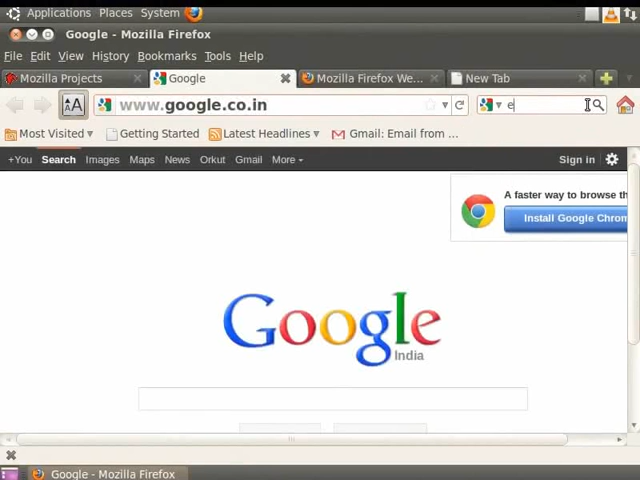 Applications Places System
Google - Mozilla Firefox
File Edit View History Bookmarks Tools Help
Mozilla Projects
Google
Mozilla Firefox We...
New Tab
AA www.google.co.in
e
Most Visited
Getting Started
Latest Headlines
Gmail: Email from ...
+You Search Images Maps News Orkut Gmail More
Sign in
A faster way to browse th
Install Google Chrom
Google
India
Google - Mozilla Firefox